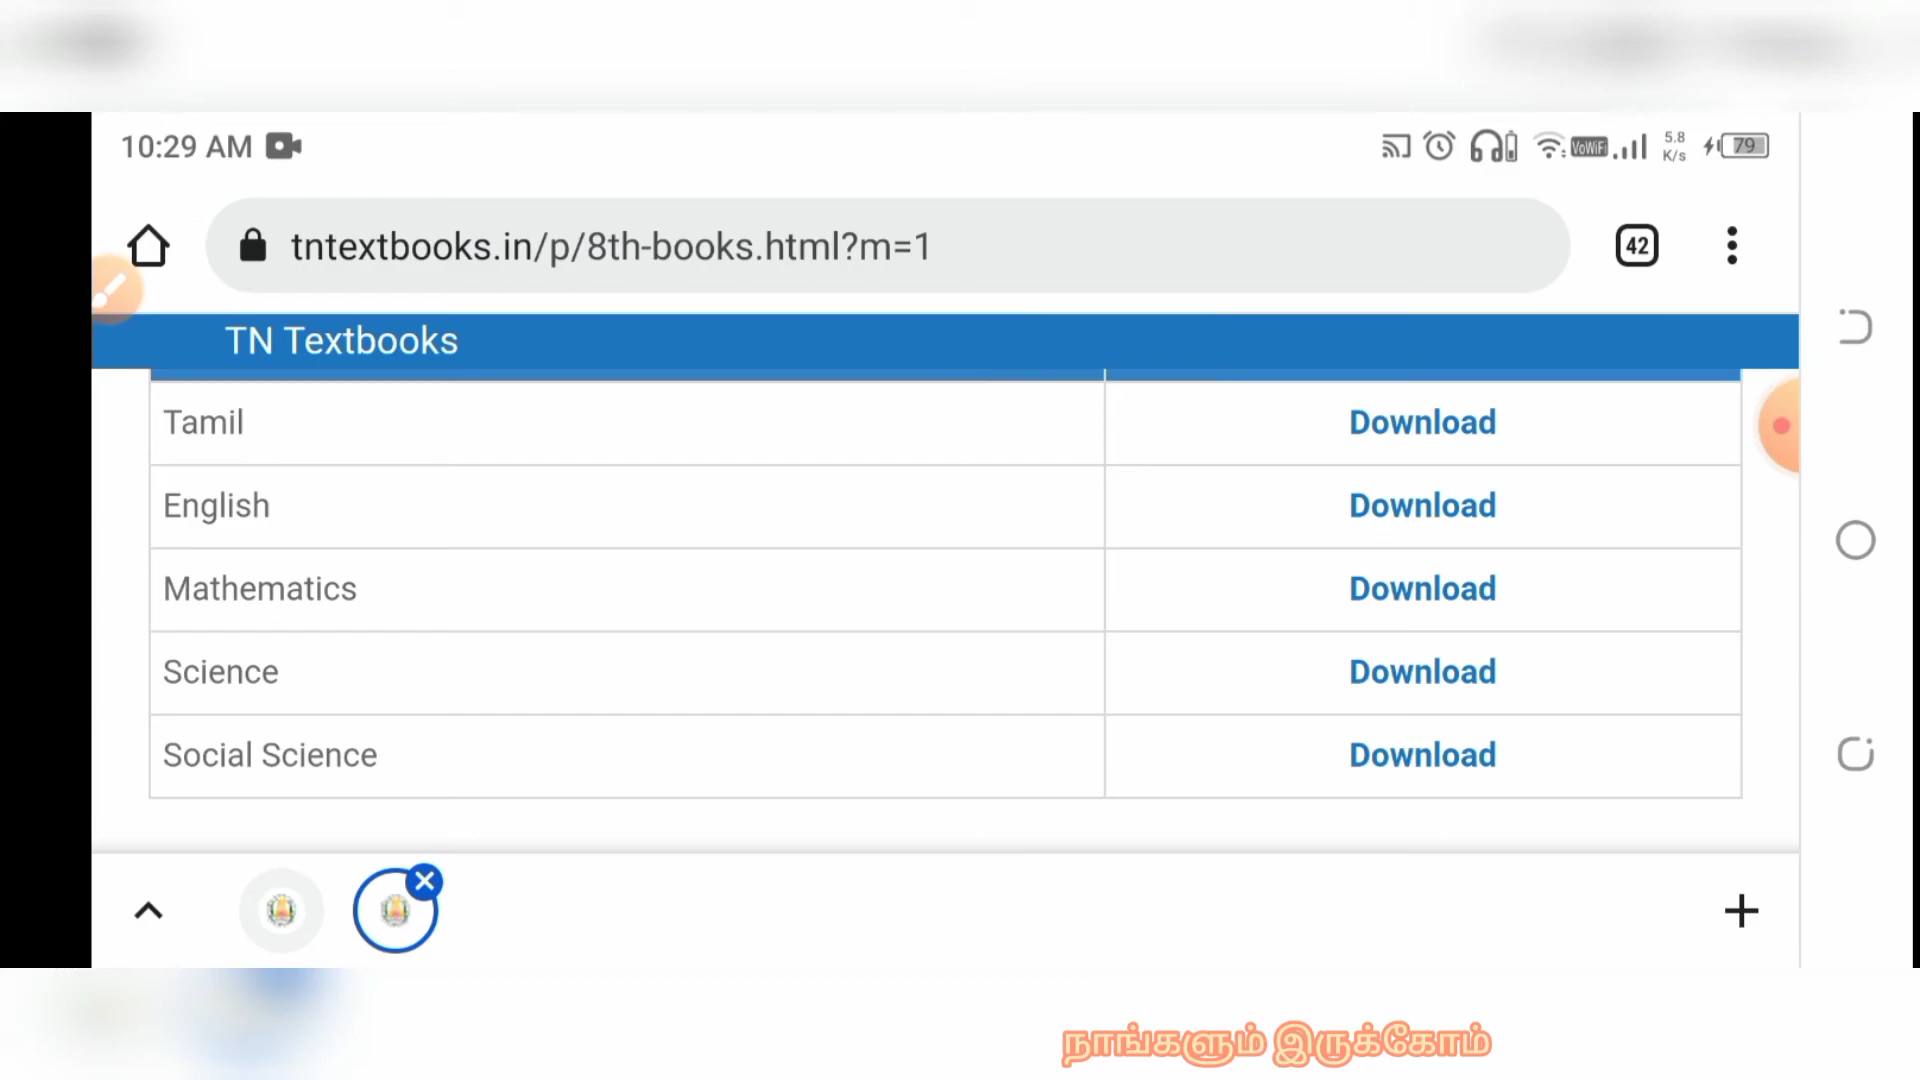 10:29 AM
VoWiFi 5.8 K/s 79
tntextbooks.in/p/8th-books.html?m=1
42
TN Textbooks
Tamil Download
English Download
Mathematics Download
Science Download
Social Science Download
நாங்களும் இருக்கோம்